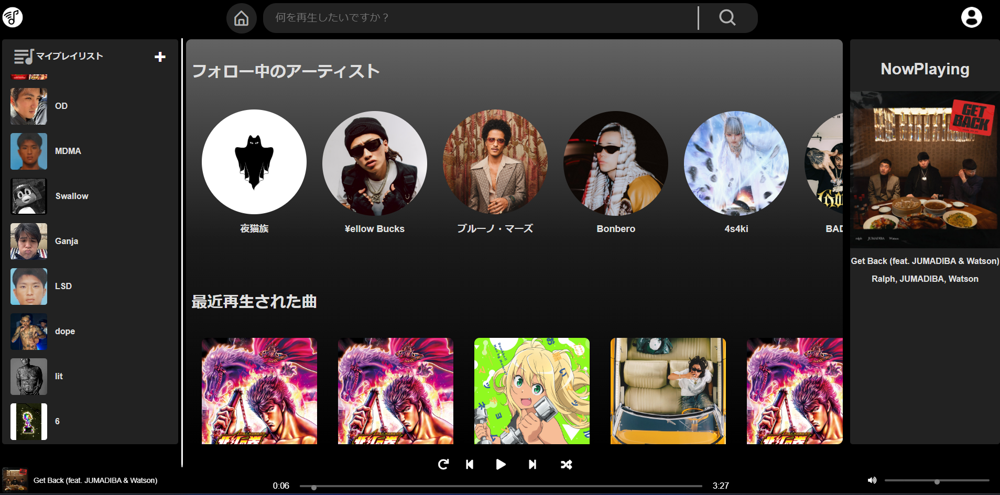 何を再生したいですか？
マイプレイリスト
OD
MDMA
Swallow
Ganja
LSD
dope
lit
6
フォロー中のアーティスト
夜猫族
¥ellow Bucks
ブルーノ・マーズ
Bonbero
4s4ki
BAD
最近再生された曲
NowPlaying
GET
BACK
ralph JUMADIBA Watson
Get Back (feat. JUMADIBA & Watson)
Ralph, JUMADIBA, Watson
Get Back (feat. JUMADIBA & Watson)
0:06
3:27